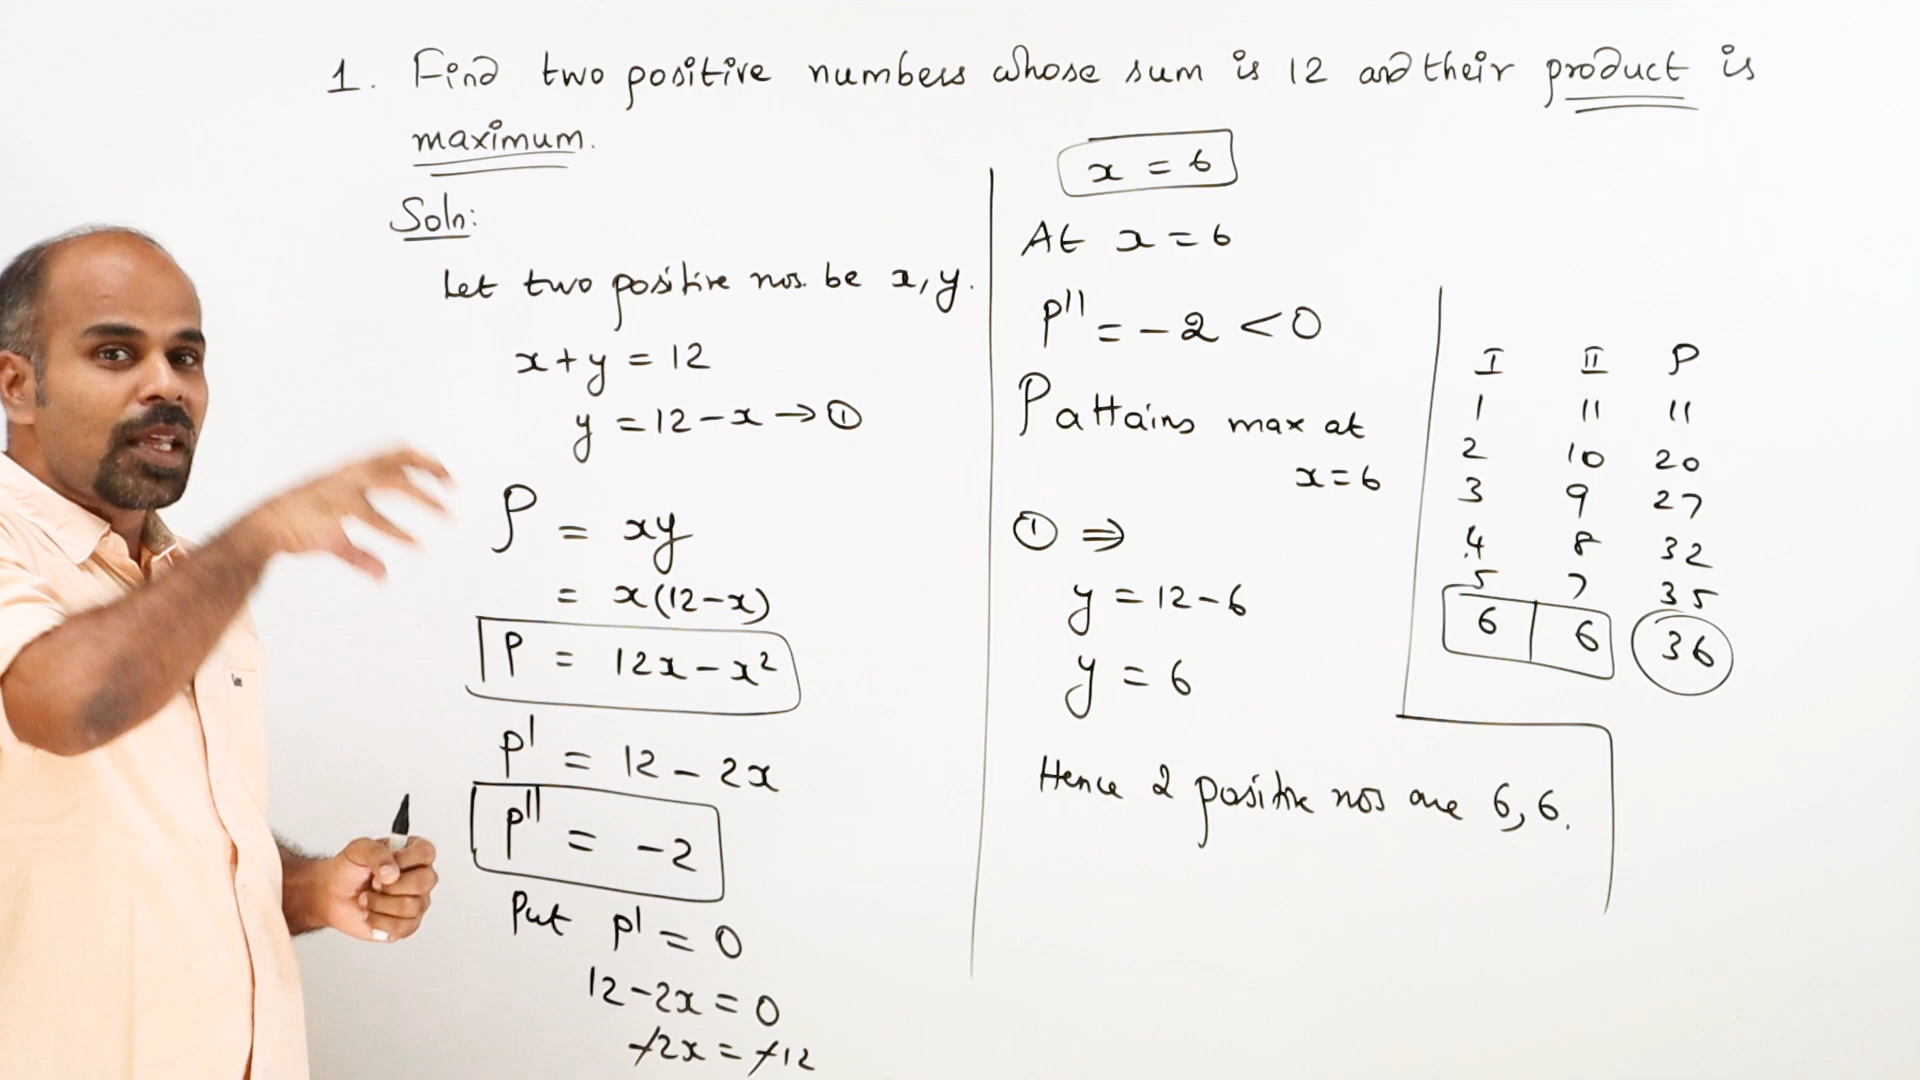 1. Find two positive numbers whose sum is 12 and their product is
maximum.
Soln:
Let two positive nos. be x, y.
x + y = 12
y = 12 - x → ①
P = xy
= x(12-x)
P = 12x - x²
P' = 12 - 2x
P'' = -2
Put P' = 0
12 - 2x = 0
-2x = -12
x = 6
At x = 6
P'' = -2 < 0
P attains max at
x = 6
① ⇒
y = 12 - 6
y = 6
Hence 2 positive nos are 6, 6.
I II P
1 11 11
2 10 20
3 9 27
4 8 32
5 7 35
6 6 36